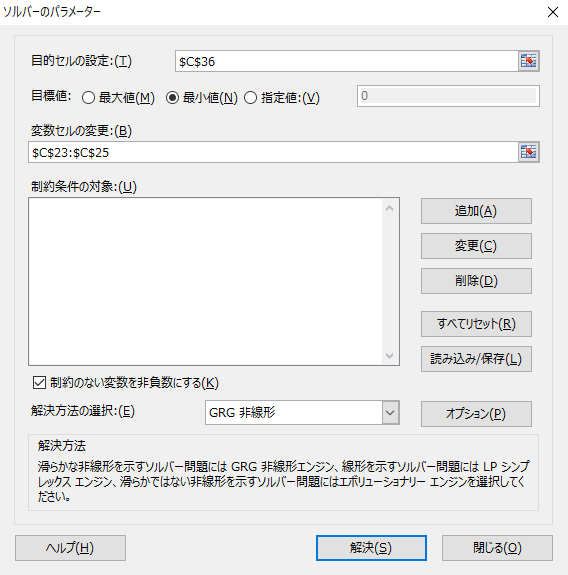 ソルバーのパラメーター
目的セルの設定:(T) $C$36
目標値: 最大値(M) 最小値(N) 指定値:(V) 0
変数セルの変更:(B)
$C$23:$C$25
制約条件の対象:(U)
追加(A)
変更(C)
削除(D)
すべてリセット(R)
読み込み/保存(L)
制約のない変数を非負数にする(K)
解決方法の選択:(E) GRG 非線形 オプション(P)
解決方法
滑らかな非線形を示すソルバー問題には GRG 非線形エンジン、線形を示すソルバー問題には LP シンプ
レックス エンジン、滑らかではない非線形を示すソルバー問題にはエボリューショナリー エンジンを選択してく
ださい。
ヘルプ(H) 解決(S) 閉じる(O)